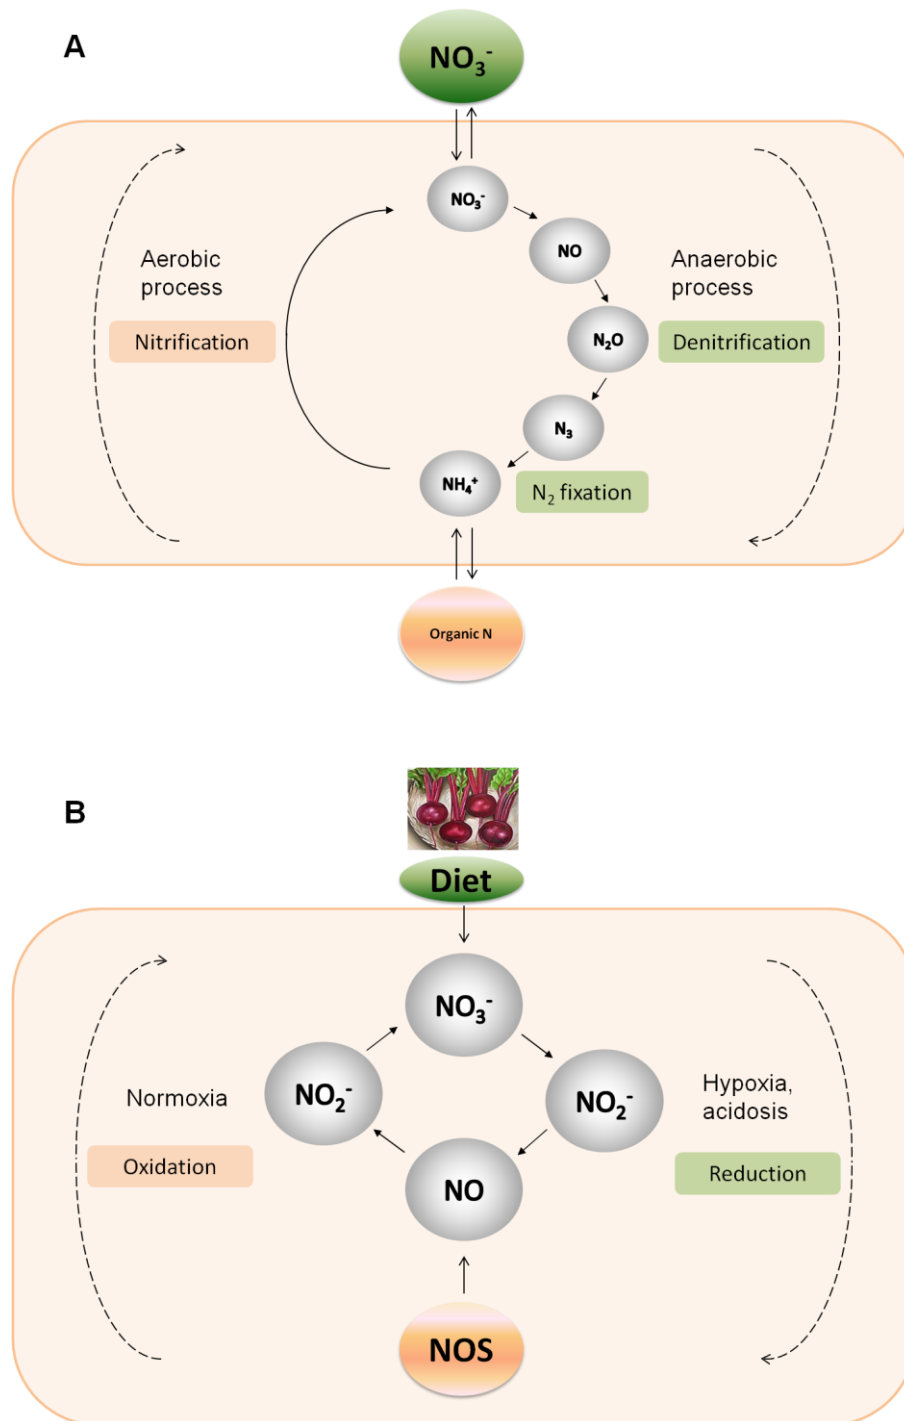 A
NO₃⁻
NO₃⁻
NO
Aerobic
process
Anaerobic
process
Nitrification
N₂O
Denitrification
N₃
NH₄⁺
N₂ fixation
Organic N
B
Diet
NO₃⁻
NO₂⁻
NO₂⁻
Normoxia
Hypoxia,
acidosis
Oxidation
NO
Reduction
NOS